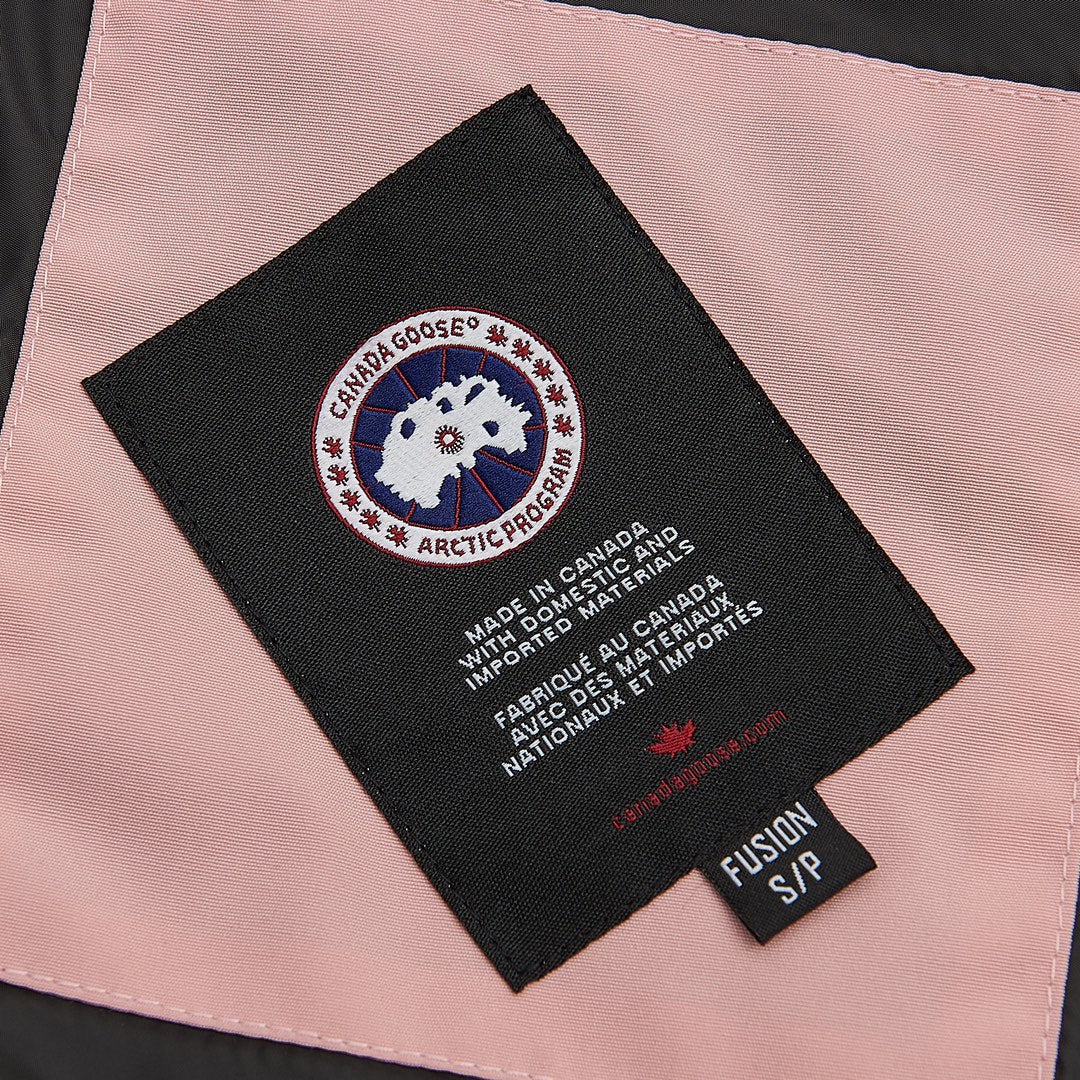 CANADA GOOSE®
ARCTIC PROGRAM
MADE IN CANADA
WITH DOMESTIC AND
IMPORTED MATERIALS
FABRIQUÉ AU CANADA
AVEC DES MATERIAUX
NATIONAUX ET IMPORTÉS
canadagoose.com
FUSION
S/P